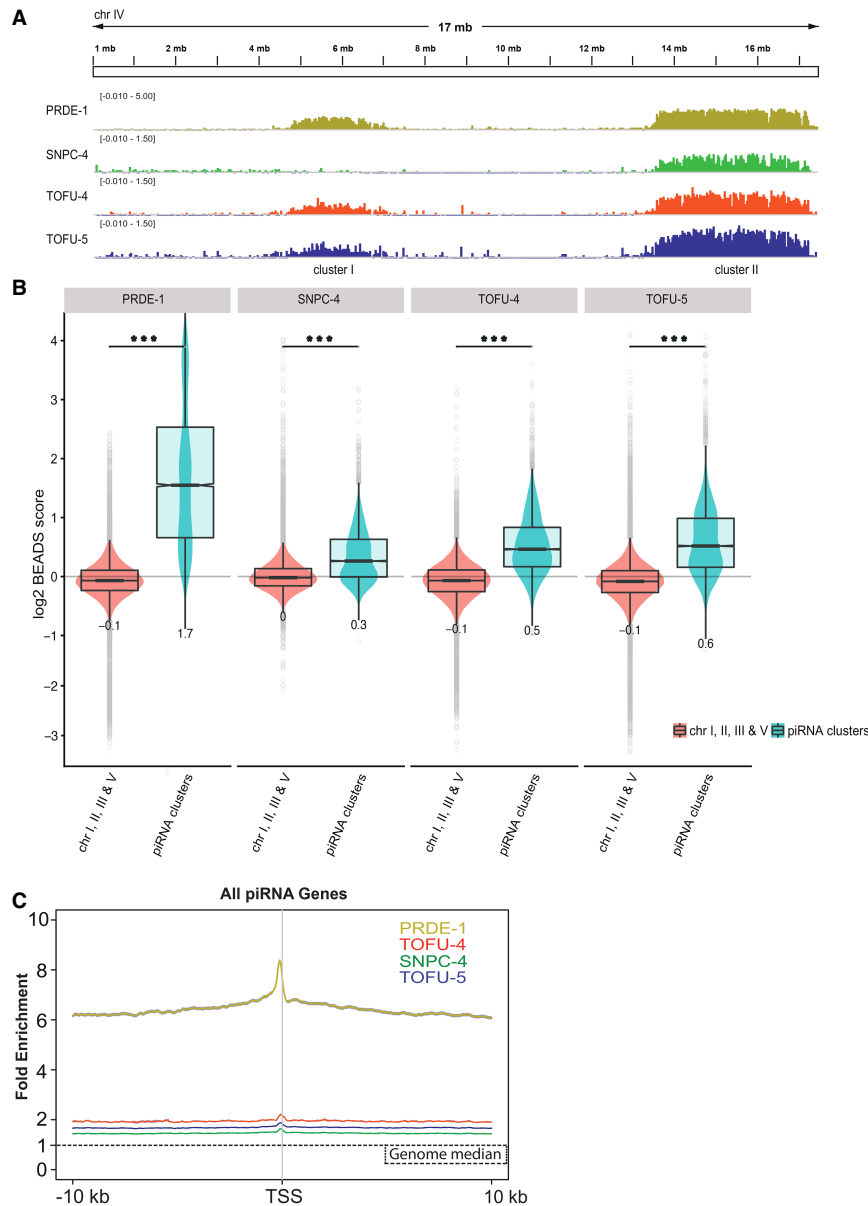 A
chr IV
17 mb
1 mb 2 mb 4 mb 6 mb 8 mb 10 mb 12 mb 14 mb 16 mb
[-0.010 - 5.00]
PRDE-1
[-0.010 - 1.50]
SNPC-4
[-0.010 - 1.50]
TOFU-4
[-0.010 - 1.50]
TOFU-5
cluster I cluster II
B
PRDE-1 SNPC-4 TOFU-4 TOFU-5
log2 BEADS score
4
3
2
1
0
−1
−2
−3
*** *** *** ***
−0.1 1.7 0 0.3 −0.1 0.5 −0.1 0.6
chr I, II, III & V piRNA clusters
chr I, II, III & V piRNA clusters chr I, II, III & V piRNA clusters chr I, II, III & V piRNA clusters chr I, II, III & V piRNA clusters
C
All piRNA Genes
Fold Enrichment
10
8
6
4
2
1
0
PRDE-1
TOFU-4
SNPC-4
TOFU-5
Genome median
-10 kb TSS 10 kb